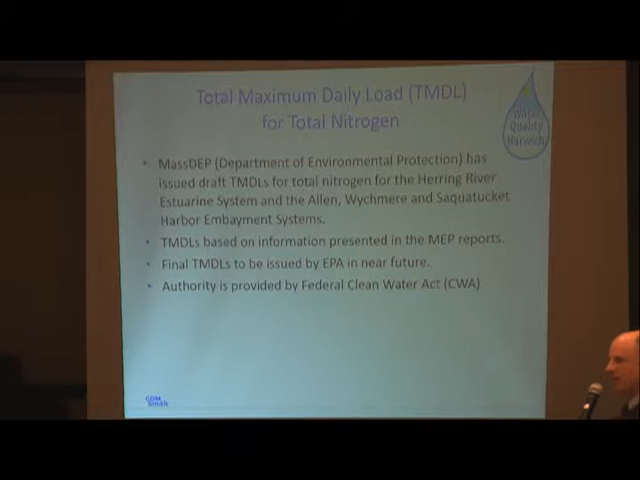 Total Maximum Daily Load (TMDL)
for Total Nitrogen
Water
Quality
Harwich
• MassDEP (Department of Environmental Protection) has
issued draft TMDLs for total nitrogen for the Herring River
Estuarine System and the Allen, Wychmere and Saquatucket
Harbor Embayment Systems.
• TMDLs based on information presented in the MEP reports.
• Final TMDLs to be issued by EPA in near future.
• Authority is provided by Federal Clean Water Act (CWA)
CDM
Smith